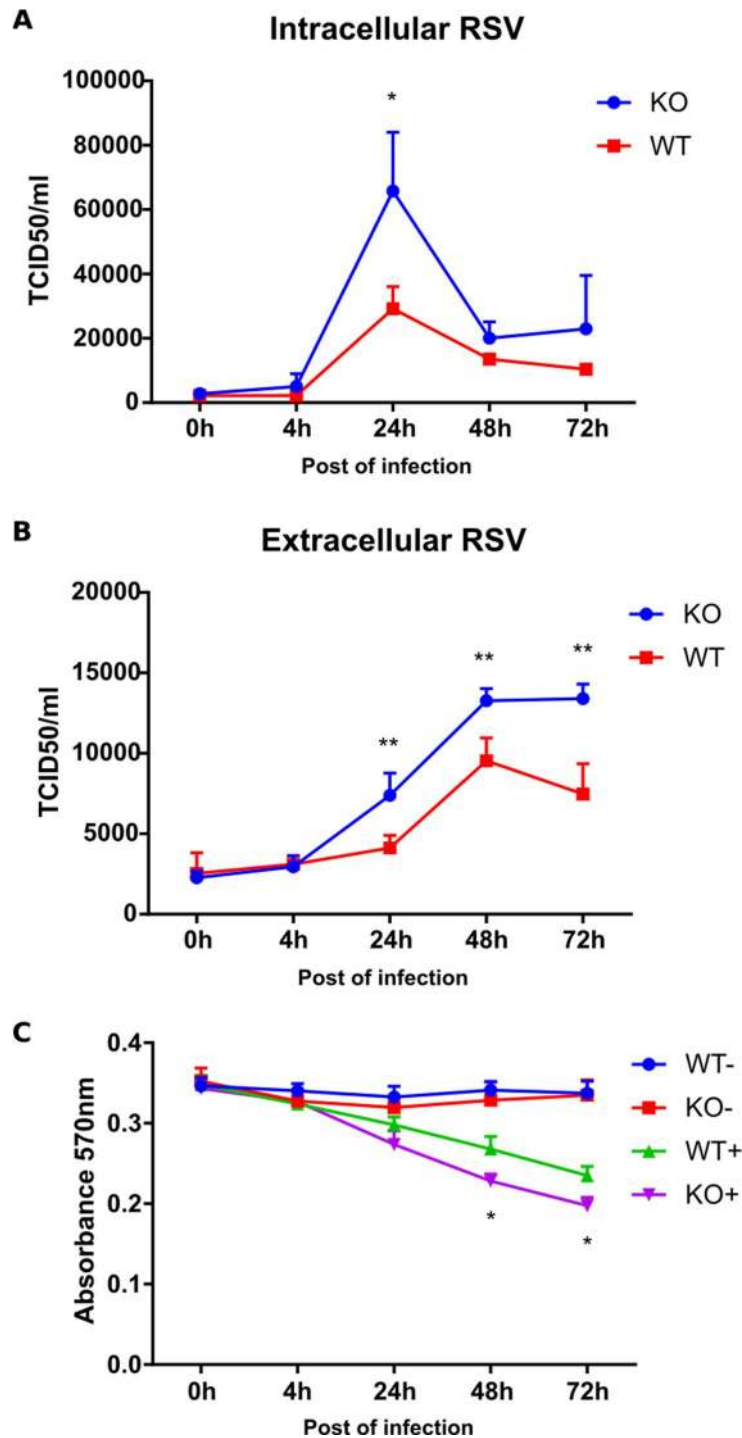 A
Intracellular RSV
100000
80000
60000
40000
20000
0
TCID50/ml
*
KO
WT
0h 4h 24h 48h 72h
Post of infection
B
Extracellular RSV
20000
15000
10000
5000
0
TCID50/ml
** ** **
KO
WT
0h 4h 24h 48h 72h
Post of infection
C
0.4
0.3
0.2
0.1
0.0
Absorbance 570nm
* *
WT-
KO-
WT+
KO+
0h 4h 24h 48h 72h
Post of infection